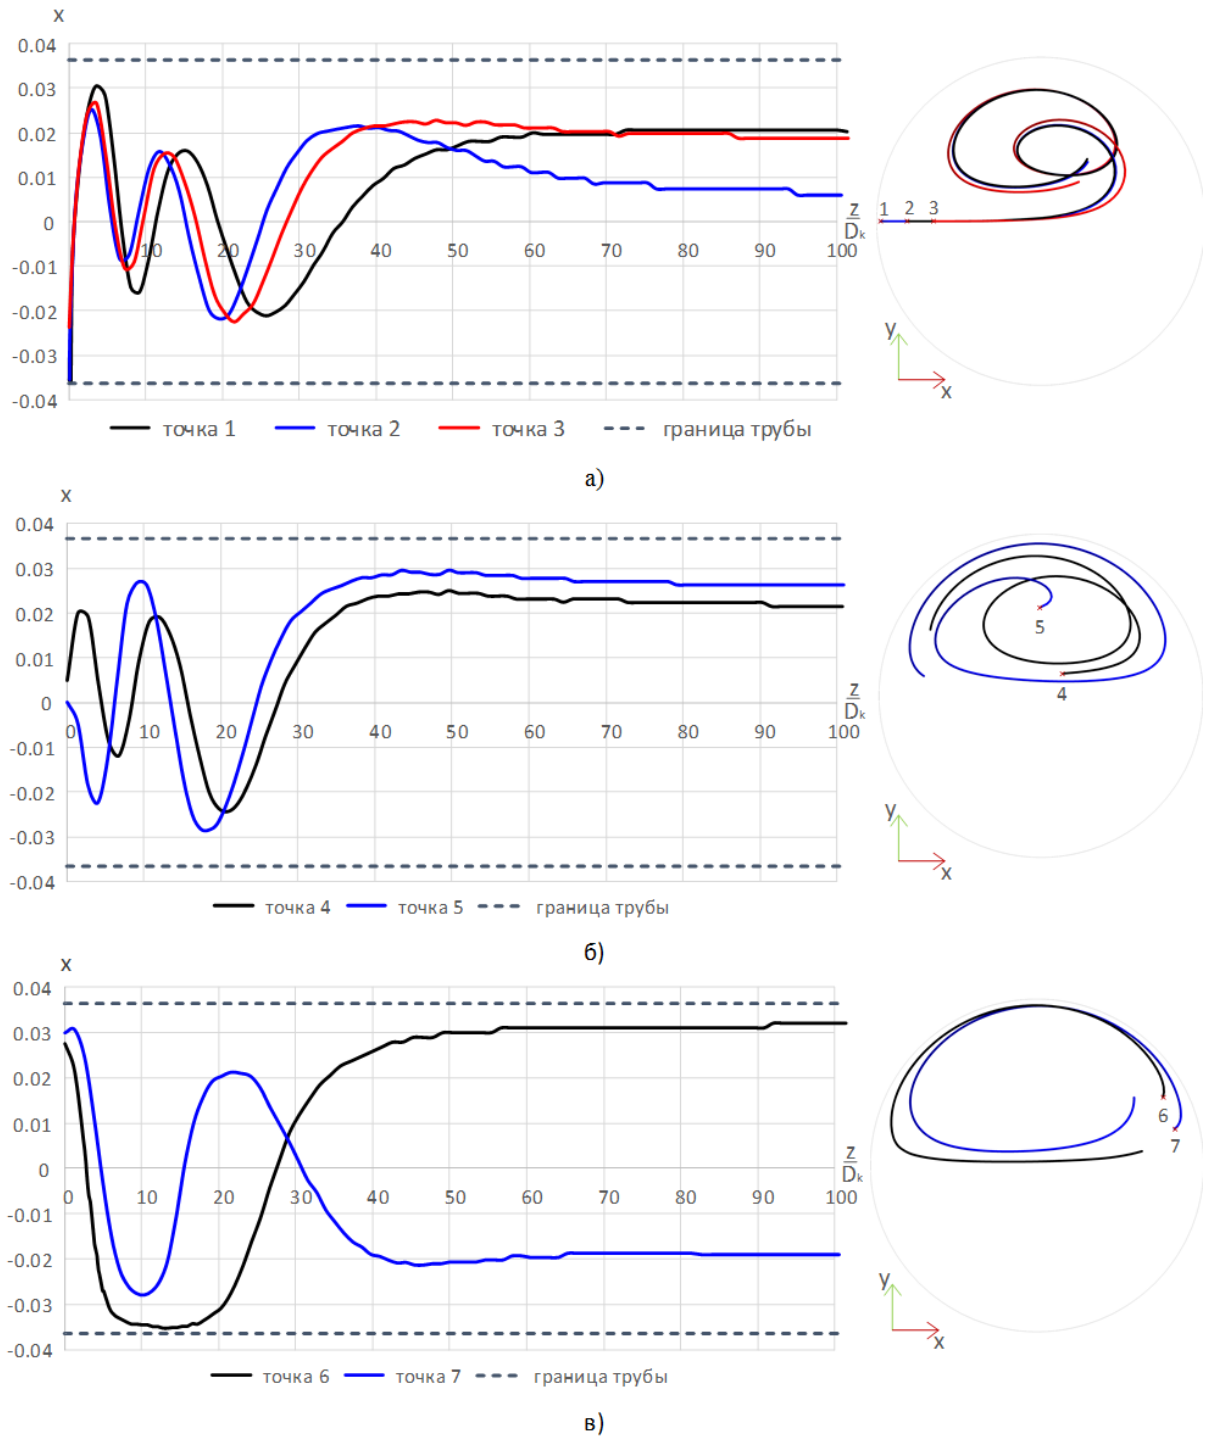 x
0.04
0.03
0.02
0.01
0
-0.01
-0.02
-0.03
-0.04
10 20 30 40 50 60 70 80 90 100
z
Dₖ
1 2 3
y
x
точка 1 точка 2 точка 3 граница трубы
а)
x
0.04
0.03
0.02
0.01
0
-0.01
-0.02
-0.03
-0.04
0 10 20 30 40 50 60 70 80 90 100
z
Dₖ
5
4
y
x
точка 4 точка 5 граница трубы
б)
x
0.04
0.03
0.02
0.01
0
-0.01
-0.02
-0.03
-0.04
0 10 20 30 40 50 60 70 80 90 100
z
Dₖ
6
7
y
x
точка 6 точка 7 граница трубы
в)